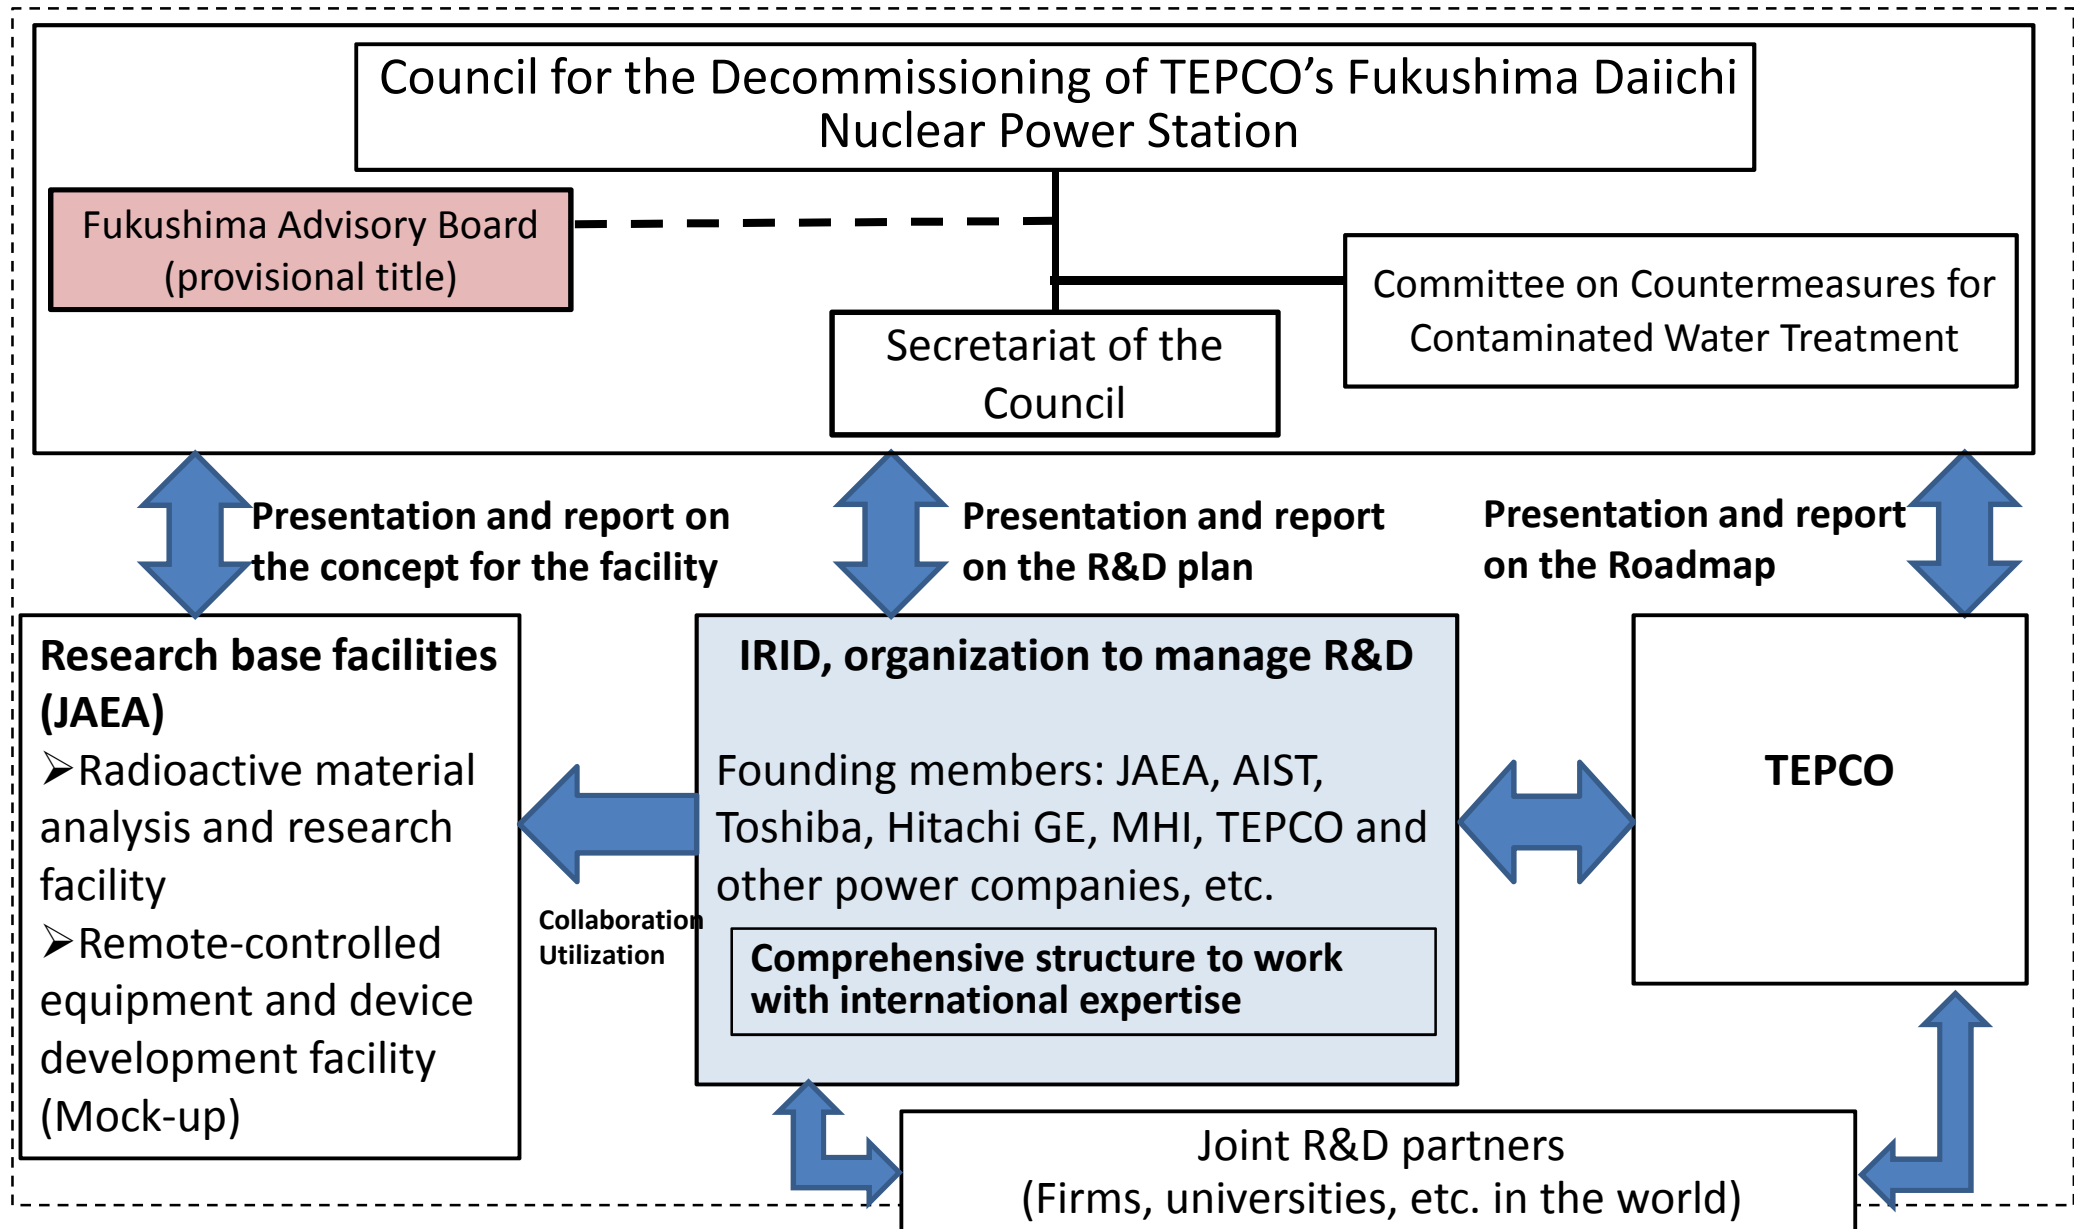 Council for the Decommissioning of TEPCO’s Fukushima Daiichi
Nuclear Power Station
Fukushima Advisory Board
(provisional title)
Committee on Countermeasures for
Contaminated Water Treatment
Secretariat of the
Council
Presentation and report on
the concept for the facility
Presentation and report
on the R&D plan
Presentation and report
on the Roadmap
Research base facilities
(JAEA)
➢Radioactive material
analysis and research
facility
➢Remote-controlled
equipment and device
development facility
(Mock-up)
Collaboration
Utilization
IRID, organization to manage R&D
Founding members: JAEA, AIST,
Toshiba, Hitachi GE, MHI, TEPCO and
other power companies, etc.
Comprehensive structure to work
with international expertise
TEPCO
Joint R&D partners
(Firms, universities, etc. in the world)